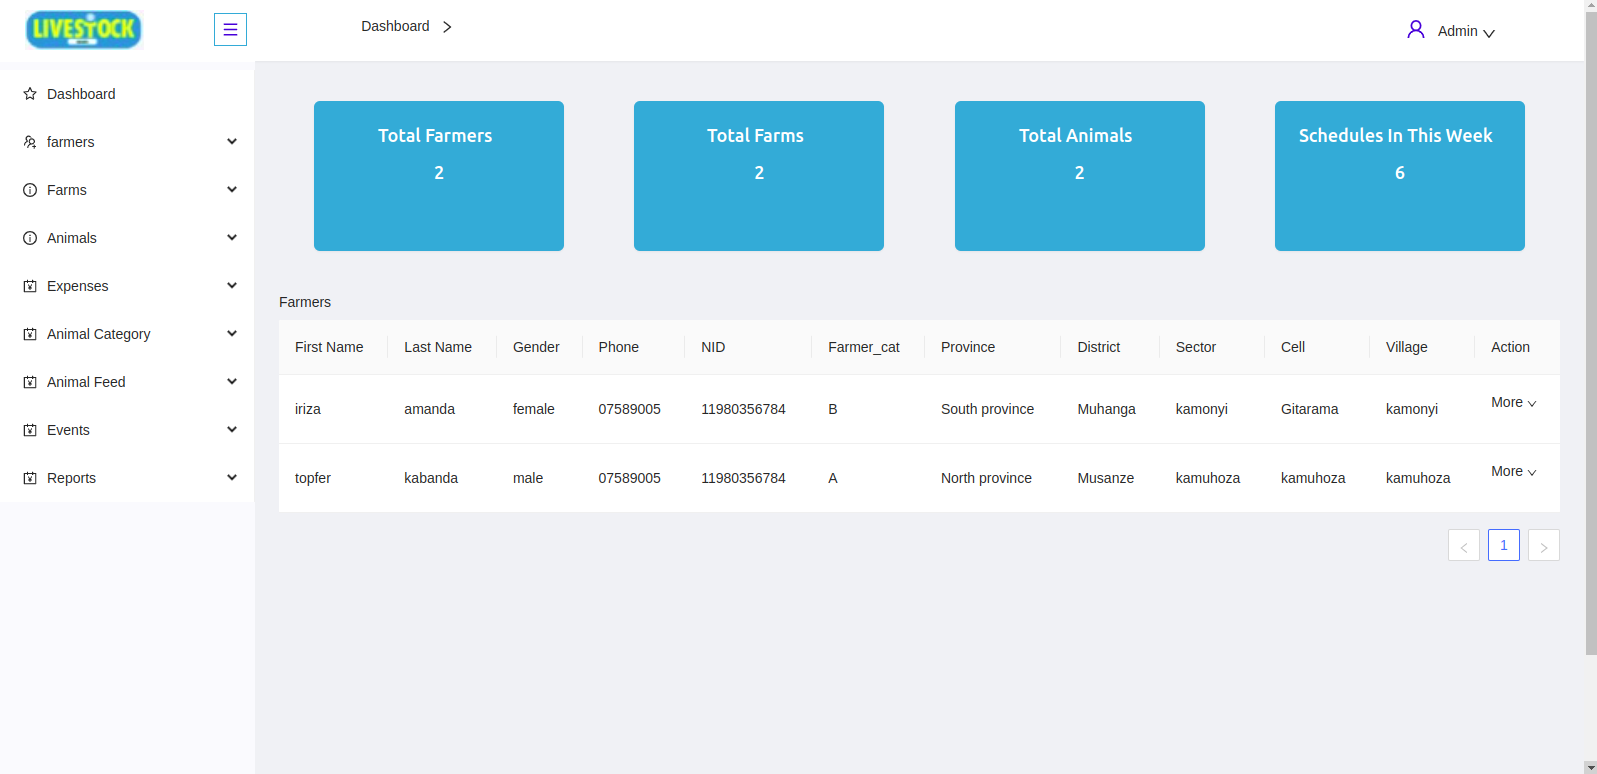 LIVESTOCK
Dashboard
Admin
Dashboard
farmers
Farms
Animals
Expenses
Animal Category
Animal Feed
Events
Reports
Total Farmers
2
Total Farms
2
Total Animals
2
Schedules In This Week
6
Farmers
First Name Last Name Gender Phone NID Farmer_cat Province District Sector Cell Village Action
iriza amanda female 07589005 11980356784 B South province Muhanga kamonyi Gitarama kamonyi More
topfer kabanda male 07589005 11980356784 A North province Musanze kamuhoza kamuhoza kamuhoza More
< 1 >